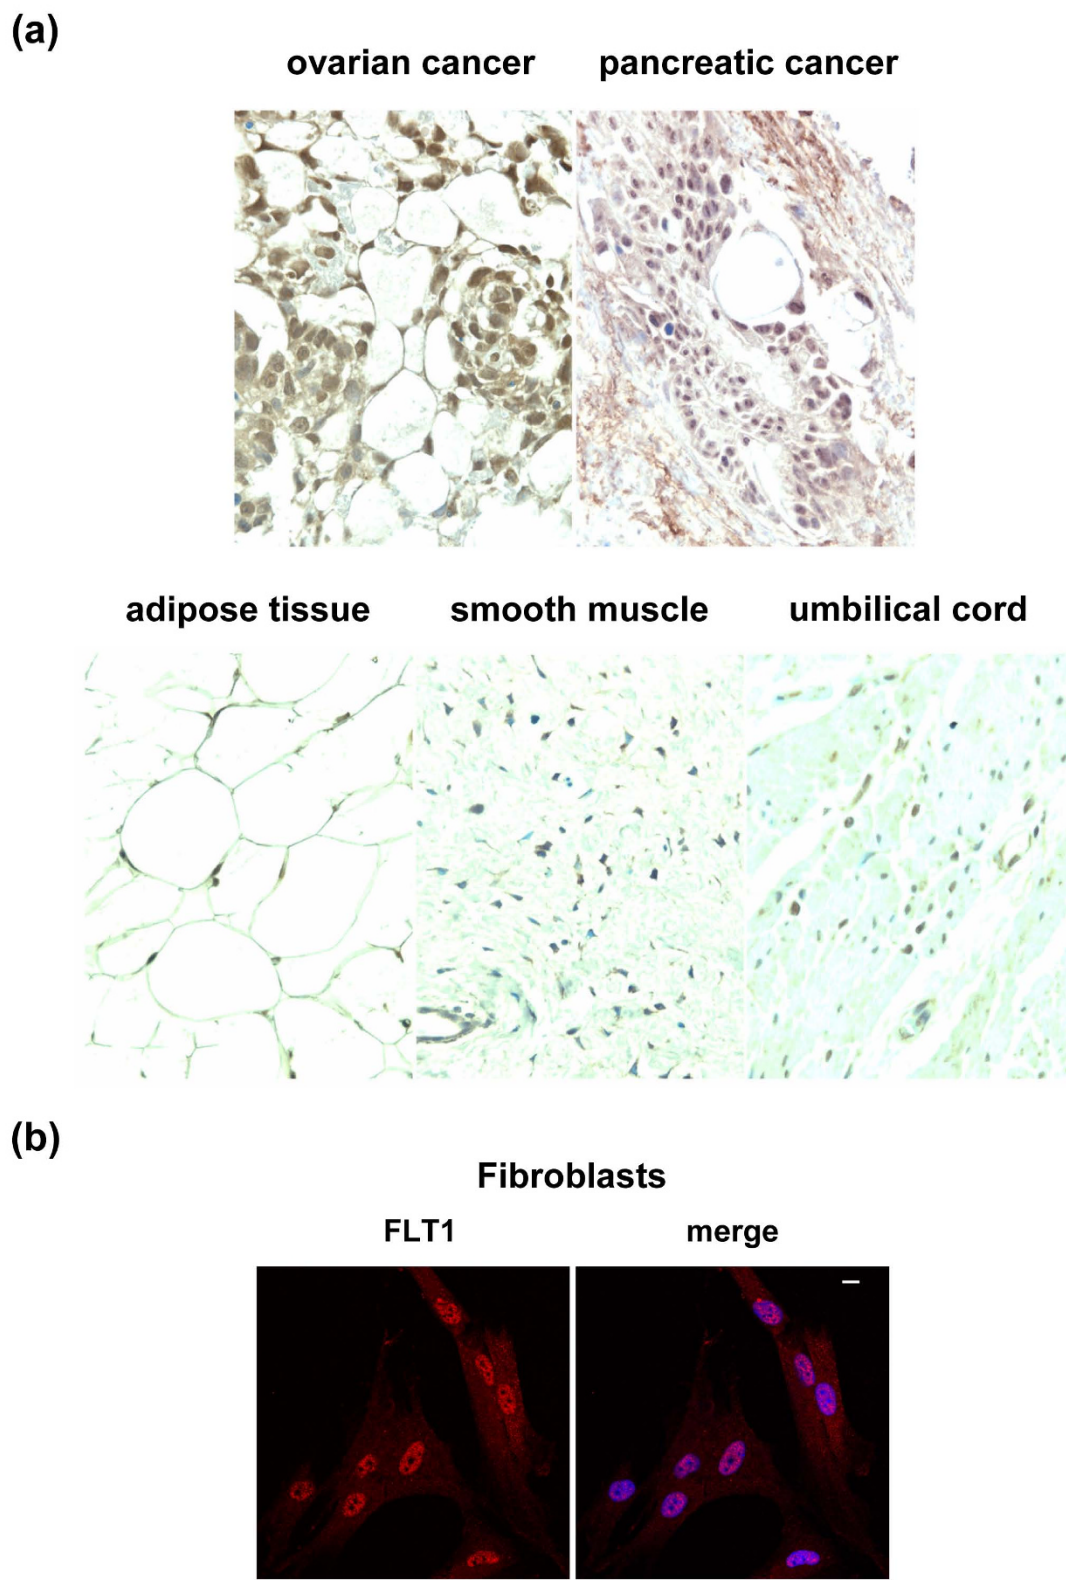 (a)
ovarian cancer pancreatic cancer
adipose tissue smooth muscle umbilical cord
(b)
Fibroblasts
FLT1 merge